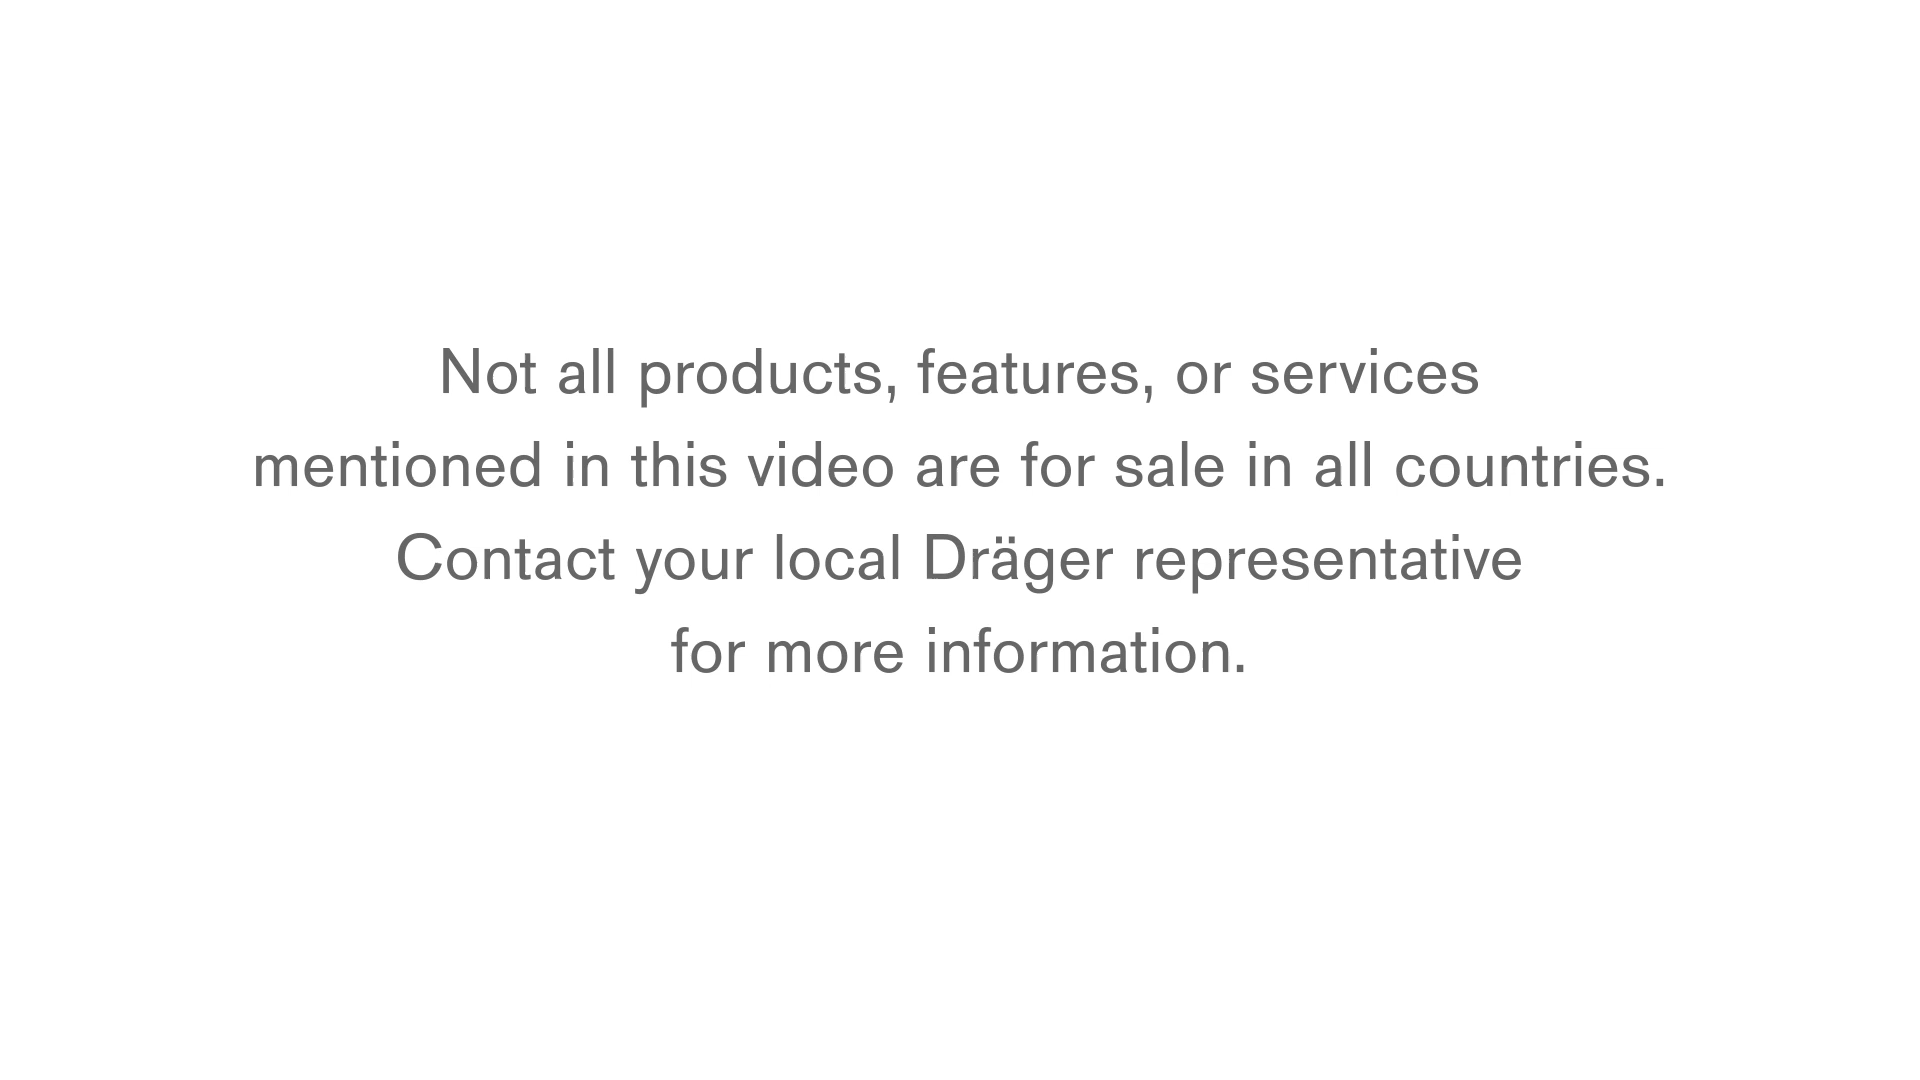 Not all products, features, or services
mentioned in this video are for sale in all countries.
Contact your local Dräger representative
for more information.